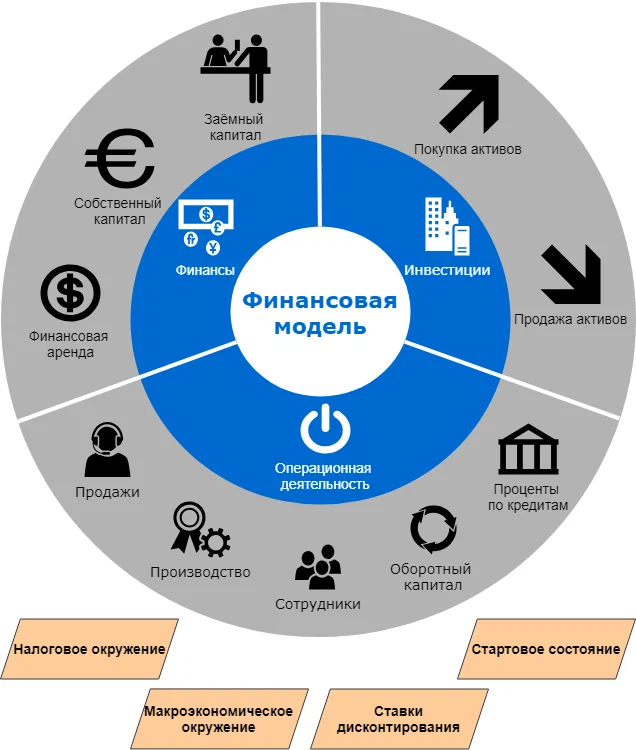 Заёмный
капитал
Покупка активов
Собственный
капитал
Финансы
Инвестиции
Финансовая
модель
Продажа активов
Финансовая
аренда
Операционная
деятельность
Продажи
Проценты
по кредитам
Производство
Оборотный
капитал
Сотрудники
Налоговое окружение
Стартовое состояние
Макроэкономическое
окружение
Ставки
дисконтирования